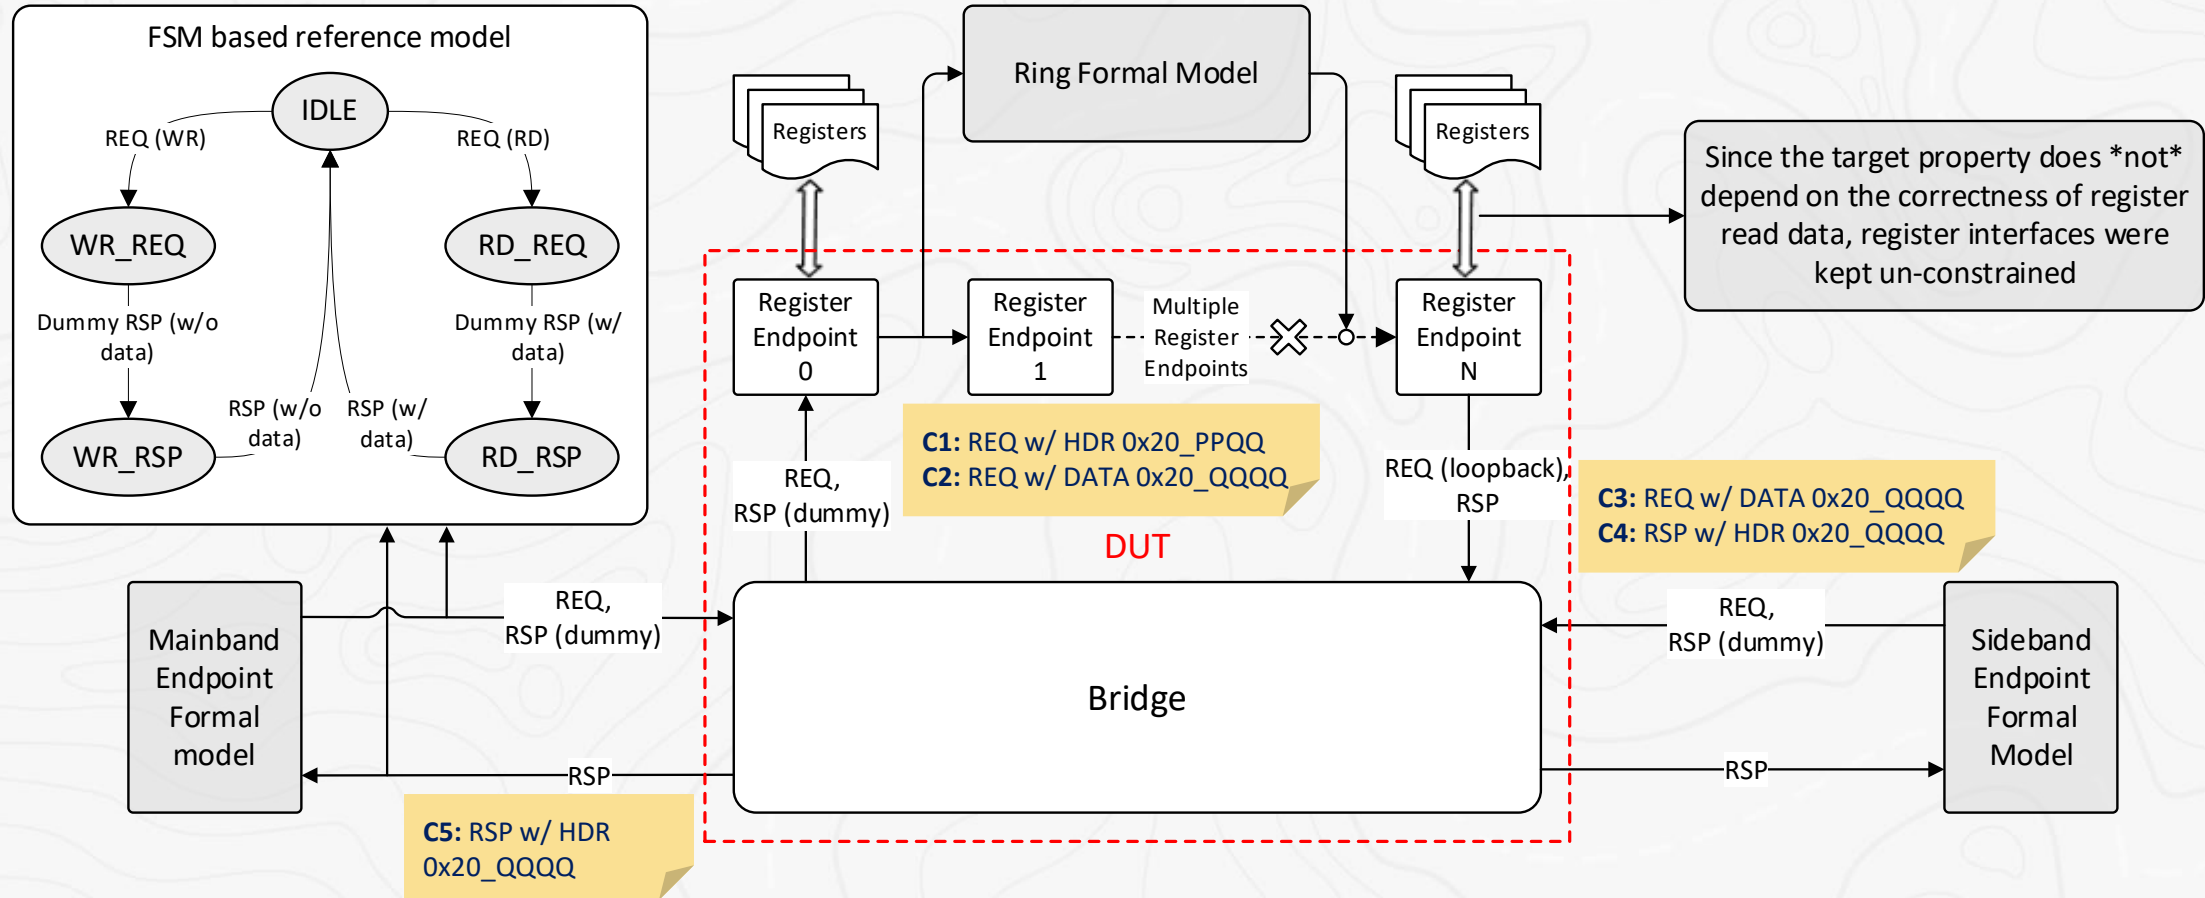 FSM based reference model
IDLE
REQ (WR)
REQ (RD)
WR_REQ
RD_REQ
Dummy RSP (w/o
data)
Dummy RSP (w/
data)
RSP (w/o
data)
RSP (w/
data)
WR_RSP
RD_RSP
Ring Formal Model
Registers
Registers
Since the target property does *not*
depend on the correctness of register
read data, register interfaces were
kept un-constrained
Register
Endpoint
0
Register
Endpoint
1
Multiple
Register
Endpoints
Register
Endpoint
N
C1: REQ w/ HDR 0x20_PPQQ
C2: REQ w/ DATA 0x20_QQQQ
REQ,
RSP (dummy)
REQ (loopback),
RSP
C3: REQ w/ DATA 0x20_QQQQ
C4: RSP w/ HDR 0x20_QQQQ
DUT
Mainband
Endpoint
Formal
model
REQ,
RSP (dummy)
Bridge
REQ,
RSP (dummy)
Sideband
Endpoint
Formal
Model
RSP
RSP
C5: RSP w/ HDR
0x20_QQQQ